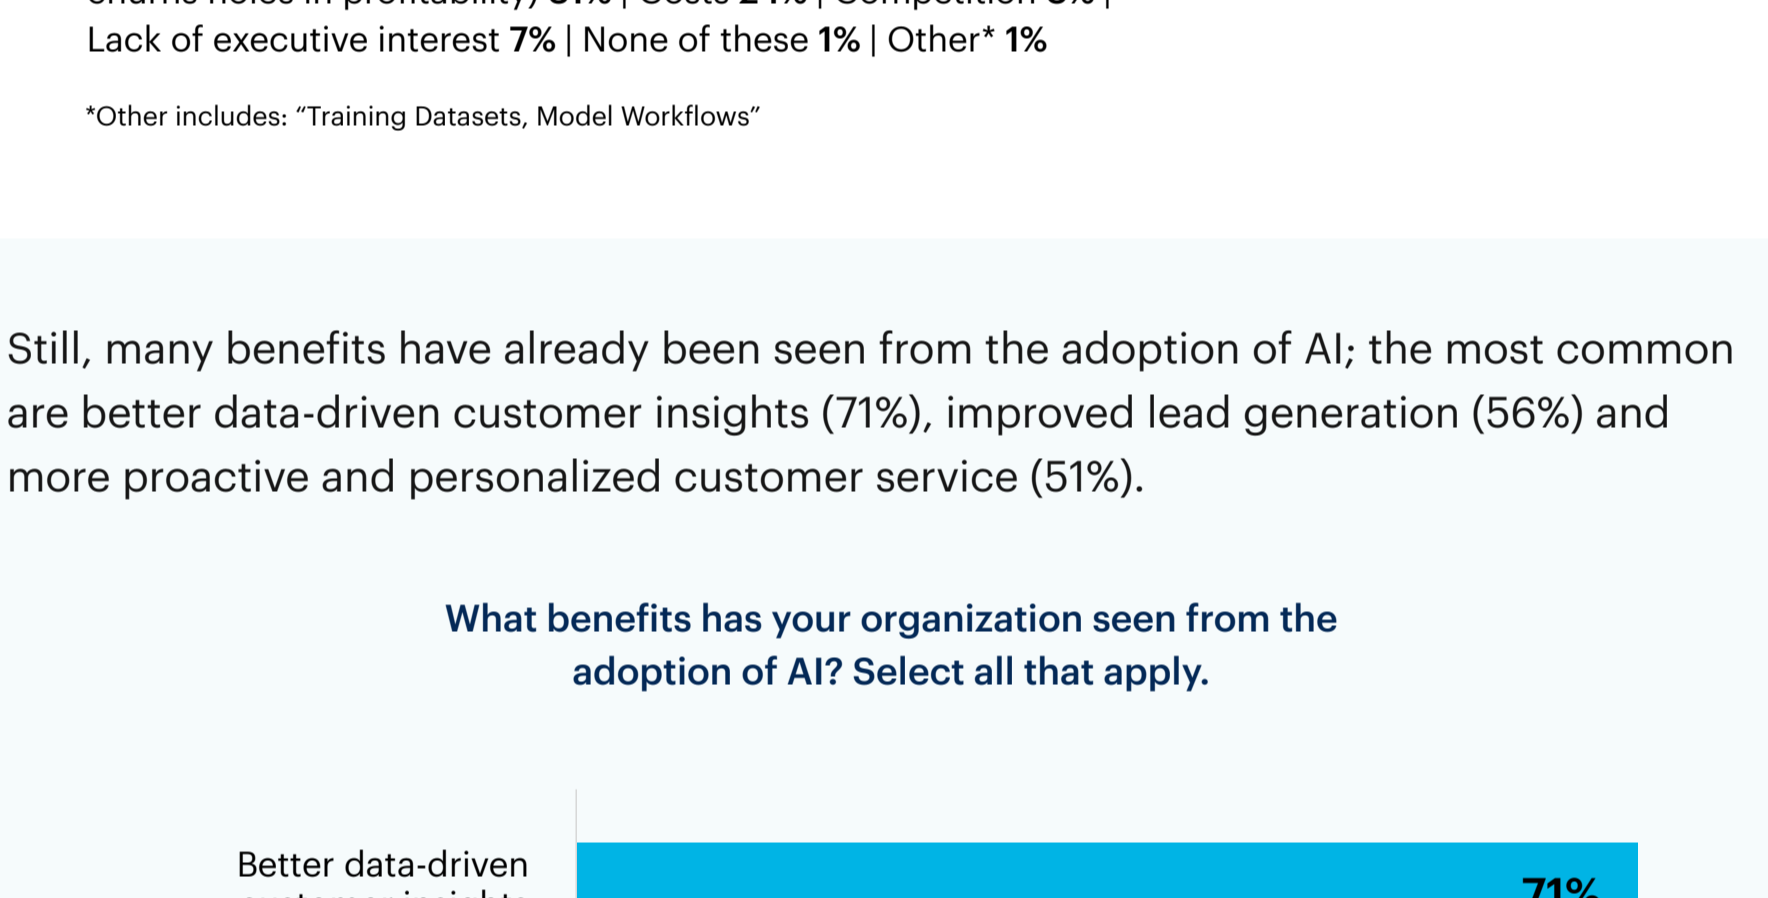 Lack of executive interest 7% | None of these 1% | Other* 1%
*Other includes: “Training Datasets, Model Workflows”
Still, many benefits have already been seen from the adoption of AI; the most common
are better data-driven customer insights (71%), improved lead generation (56%) and
more proactive and personalized customer service (51%).
What benefits has your organization seen from the
adoption of AI? Select all that apply.
Better data-driven
71%